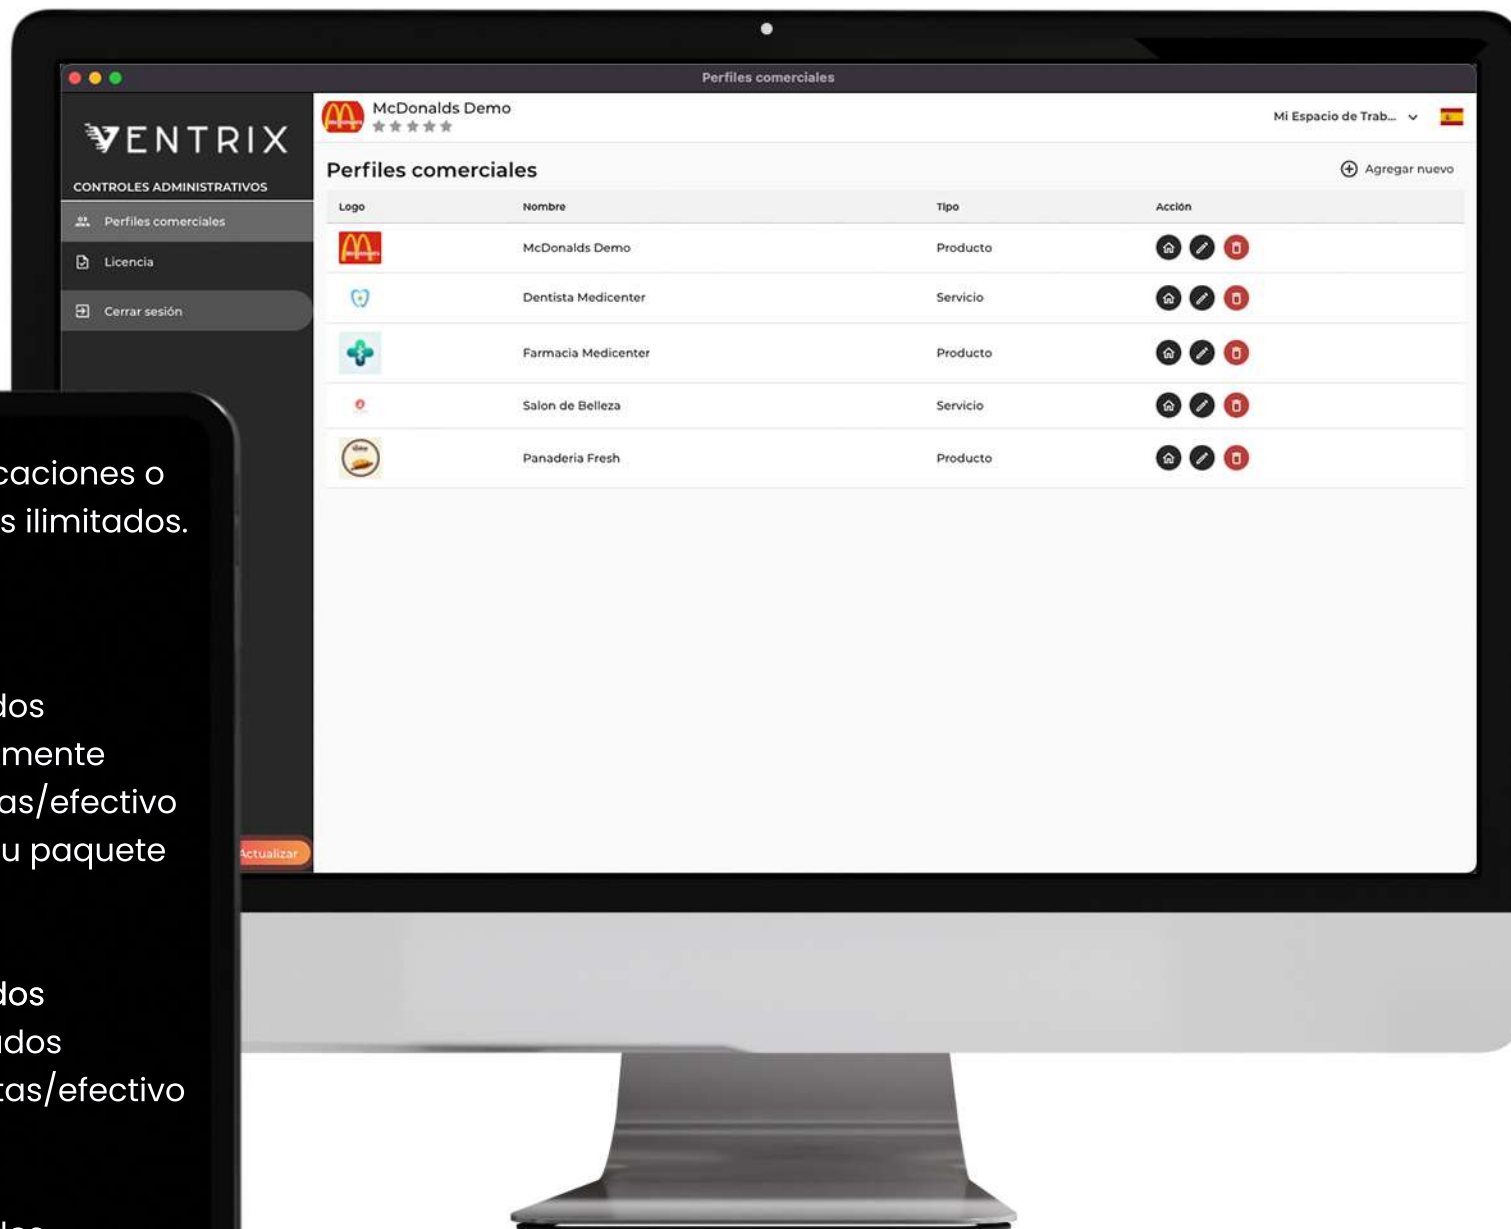 Perfiles comerciales
VENTRIX
CONTROLES ADMINISTRATIVOS
Perfiles comerciales
Licencia
Cerrar sesión
Actualizar
McDonalds Demo
Mi Espacio de Trab...
Perfiles comerciales
Agregar nuevo
Logo Nombre Tipo Acción
McDonalds Demo Producto
Dentista Medicenter Servicio
Farmacia Medicenter Producto
Salon de Belleza Servicio
Panaderia Fresh Producto
caciones o
s ilimitados.
dos
mente
as/efectivo
u paquete
dos
ados
tas/efectivo